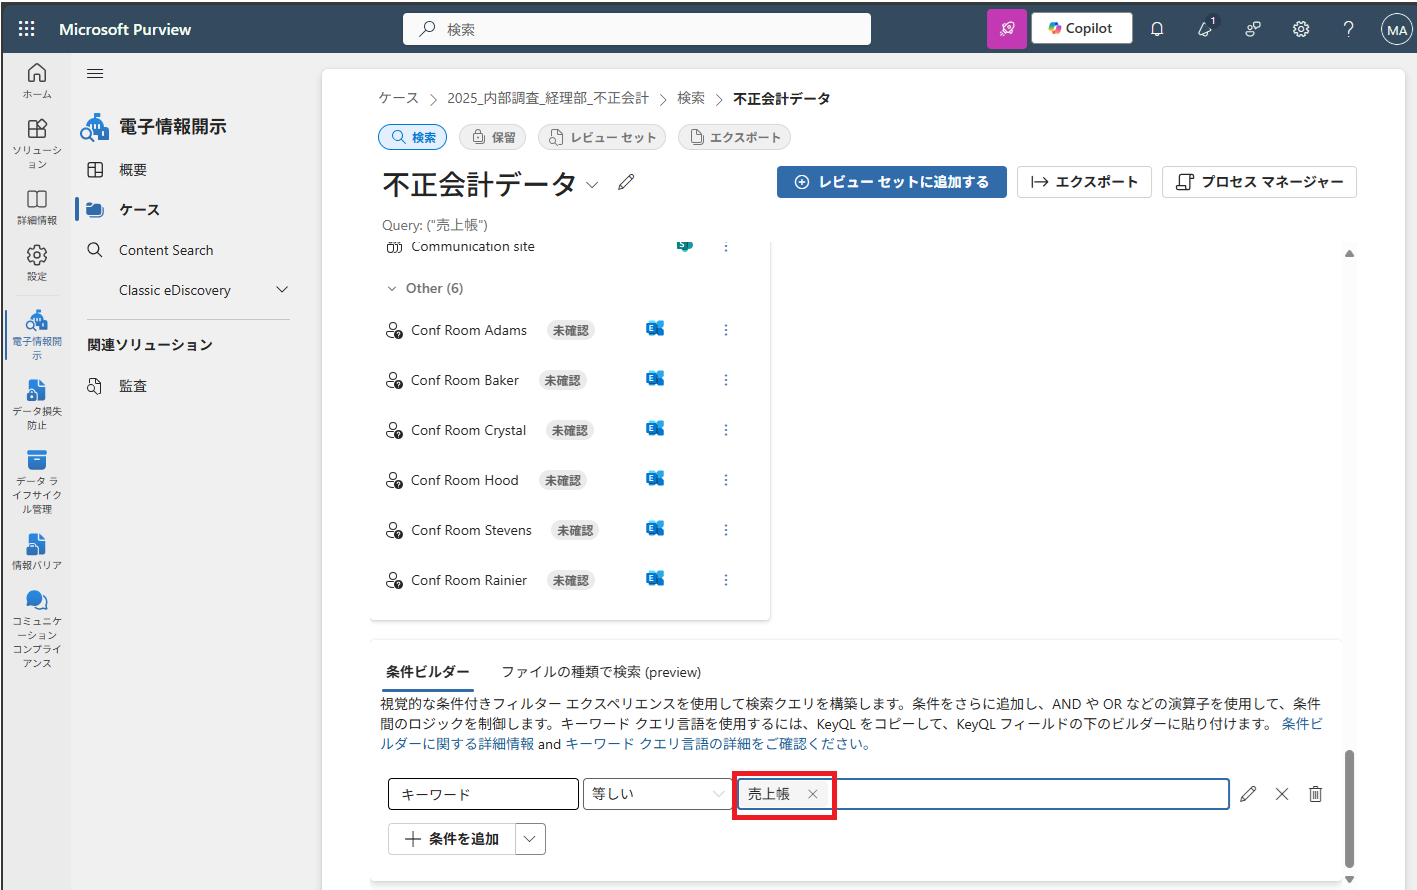 Microsoft Purview
検索
1
Copilot
MA
ホーム
ソリューシ
ョン
詳細情報
設定
電子情報開
示
データ損失
防止
データ ラ
イフサイク
ル管理
情報バリア
コミュニケ
ーション
コンプライ
アンス
電子情報開示
概要
ケース
Content Search
Classic eDiscovery
関連ソリューション
監査
ケース > 2025_内部調査_経理部_不正会計 > 検索 > 不正会計データ
検索 保留 レビュー セット エクスポート
不正会計データ
レビュー セットに追加する エクスポート プロセス マネージャー
Query: ("売上帳")
Communication site
Other (6)
Conf Room Adams 未確認
Conf Room Baker 未確認
Conf Room Crystal 未確認
Conf Room Hood 未確認
Conf Room Stevens 未確認
Conf Room Rainier 未確認
条件ビルダー ファイルの種類で検索 (preview)
視覚的な条件付きフィルター エクスペリエンスを使用して検索クエリを構築します。条件をさらに追加し、AND や OR などの演算子を使用して、条件
間のロジックを制御します。キーワード クエリ言語を使用するには、KeyQL をコピーして、KeyQL フィールドの下のビルダーに貼り付けます。 条件ビ
ルダーに関する詳細情報 and キーワード クエリ言語の詳細をご確認ください。
キーワード 等しい 売上帳
条件を追加